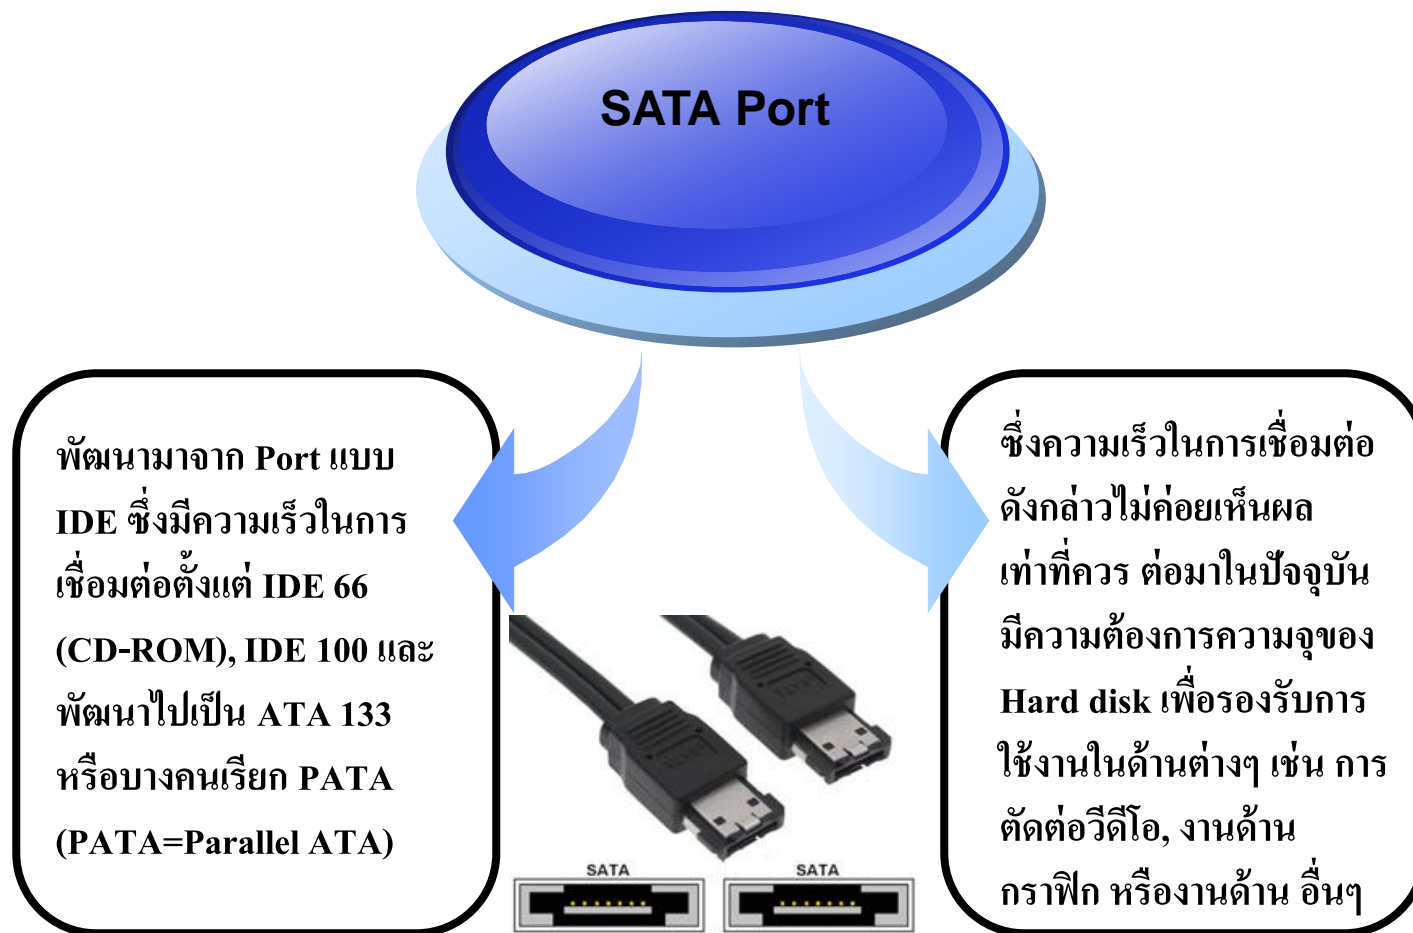 SATA Port
พัฒนามาจาก Port แบบ
IDE ซึ่งมีความเร็วในการ
เชื่อมต่อตั้งแต่ IDE 66
(CD-ROM), IDE 100 และ
พัฒนาไปเป็น ATA 133
หรือบางคนเรียก PATA
(PATA=Parallel ATA)
ซึ่งความเร็วในการเชื่อมต่อ
ดังกล่าวไม่ค่อยเห็นผล
เท่าที่ควร ต่อมาในปัจจุบัน
มีความต้องการความจุของ
Hard disk เพื่อรองรับการ
ใช้งานในด้านต่างๆ เช่น การ
ตัดต่อวีดีโอ, งานด้าน
กราฟิก หรืองานด้าน อื่นๆ
SATA
SATA